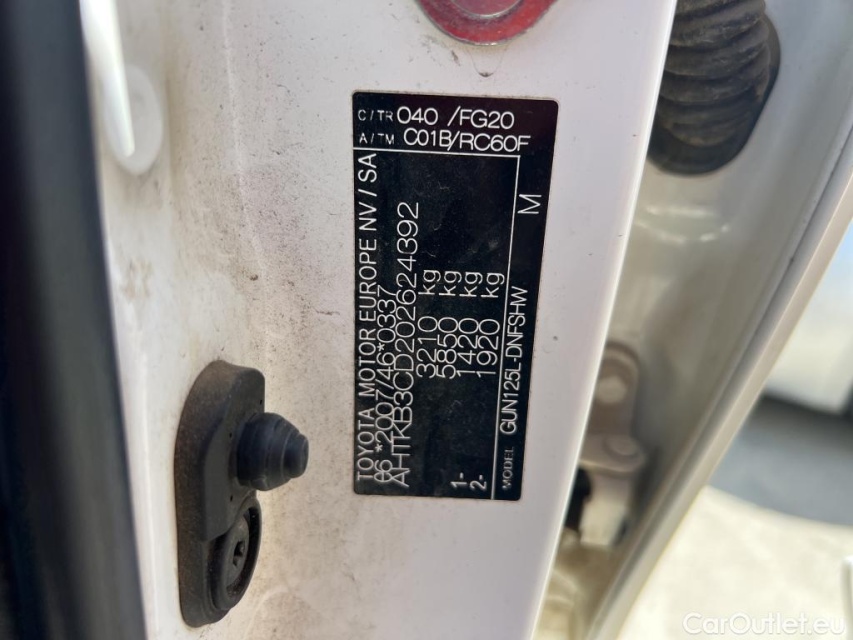 C/TR 040 /FG20
A/TM C01B/RC60F
TOYOTA MOTOR EUROPE NV/SA
e6*2007/46*0337
AHTKB3CD202624392
3210 kg
5850 kg
1- 1420 kg
2- 1920 kg
MODEL GUN125L-DNFSHW M
CarOutlet.eu